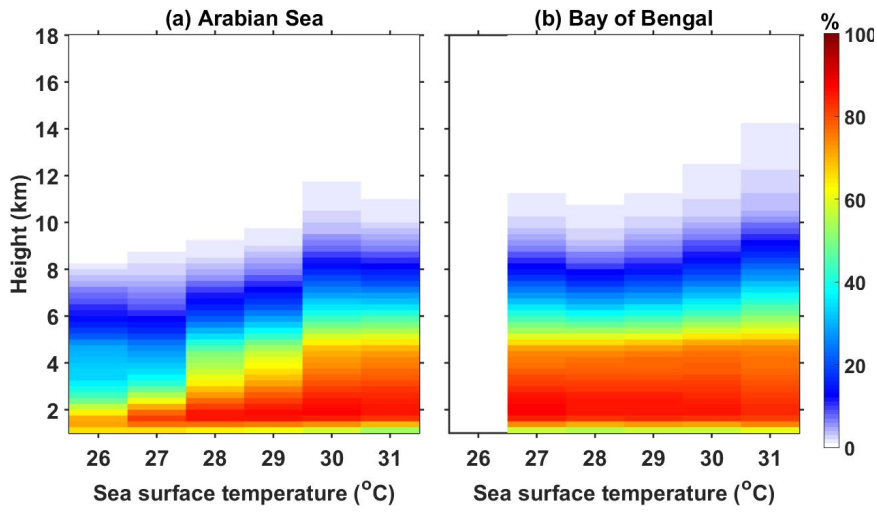 (a) Arabian Sea
(b) Bay of Bengal
%
18
16
14
12
10
8
6
4
2
Height (km)
100
80
60
40
20
0
26 27 28 29 30 31
26 27 28 29 30 31
Sea surface temperature (°C)
Sea surface temperature (°C)